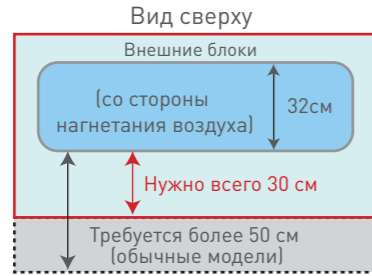 Вид сверху
Внешние блоки
(со стороны
нагнетания воздуха)
32см
Нужно всего 30 см
Требуется более 50 см
(обычные модели)